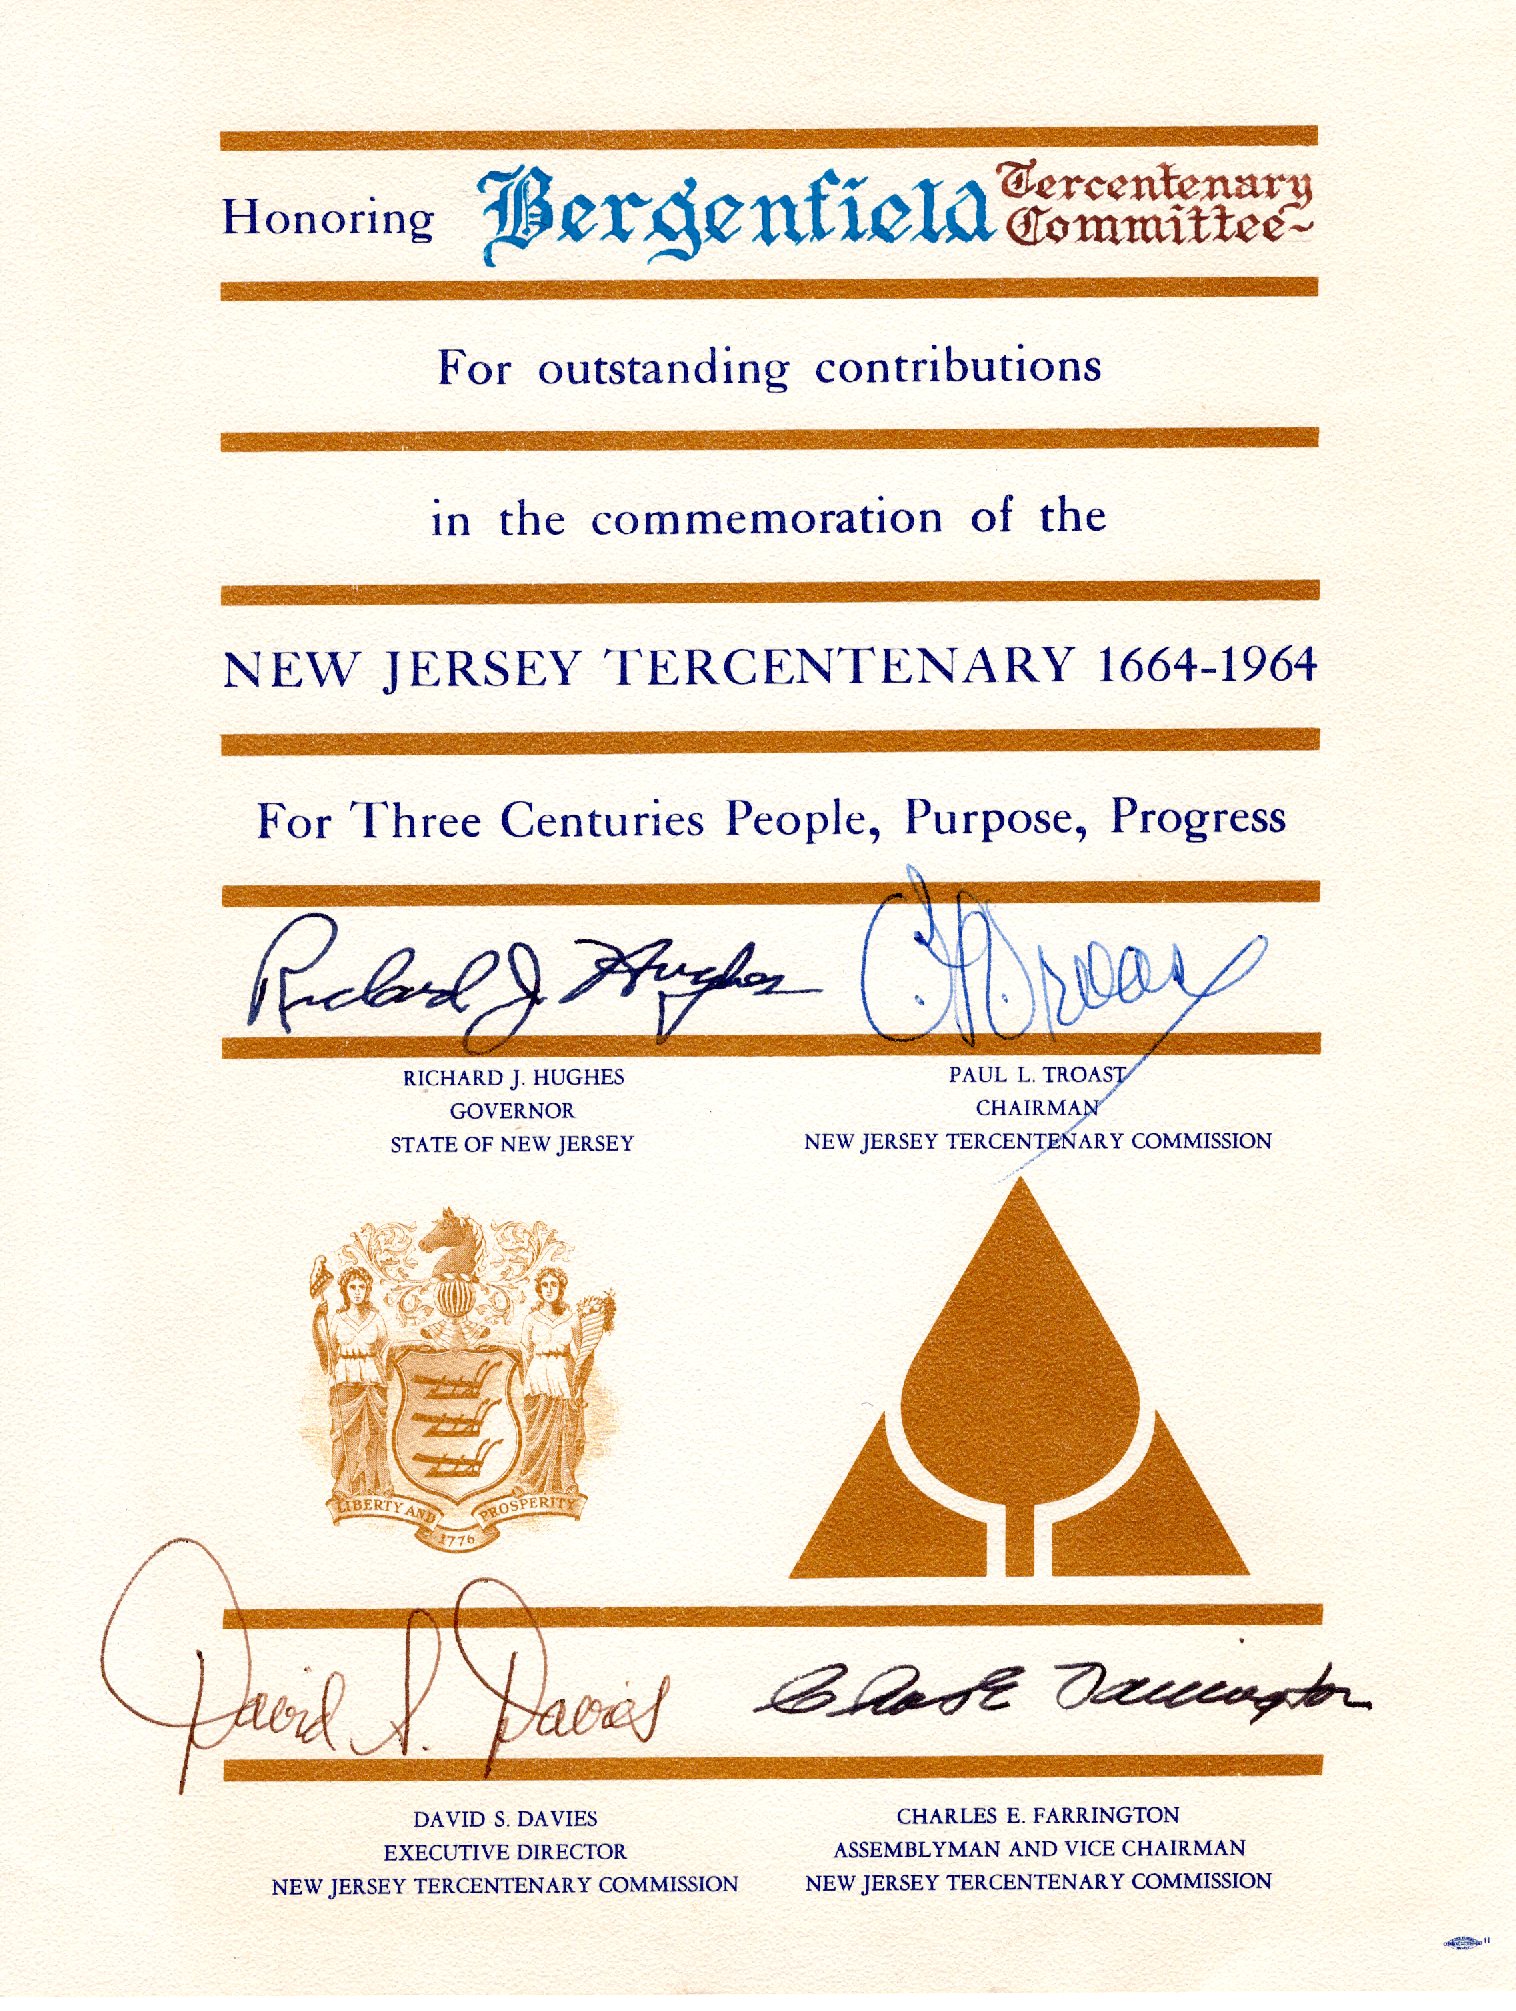 Honoring Bergenfield Tercentenary Committee~
For outstanding contributions
in the commemoration of the
NEW JERSEY TERCENTENARY 1664-1964
For Three Centuries People, Purpose, Progress
Richard J. Hughes
RICHARD J. HUGHES
GOVERNOR
STATE OF NEW JERSEY
PAUL L. TROAST
CHAIRMAN
NEW JERSEY TERCENTENARY COMMISSION
LIBERTY AND PROSPERITY
1776
David S. Davies
Charles E Farrington
DAVID S. DAVIES
EXECUTIVE DIRECTOR
NEW JERSEY TERCENTENARY COMMISSION
CHARLES E. FARRINGTON
ASSEMBLYMAN AND VICE CHAIRMAN
NEW JERSEY TERCENTENARY COMMISSION